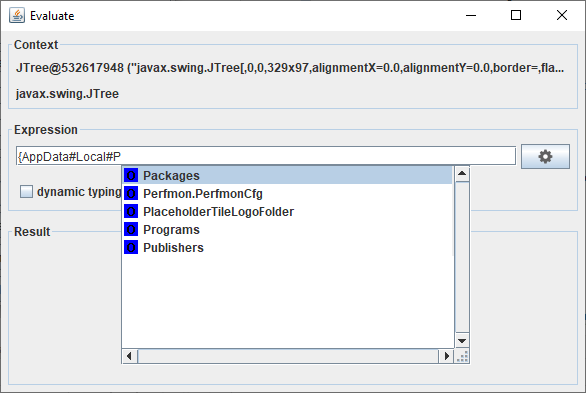 Evaluate
Context
JTree@532617948 ("javax.swing.JTree[,0,0,329x97,alignmentX=0.0,alignmentY=0.0,border=,fla...
javax.swing.JTree
Expression
{AppData#Local#P
dynamic typing
Packages
Perfmon.PerfmonCfg
PlaceholderTileLogoFolder
Programs
Publishers
Result